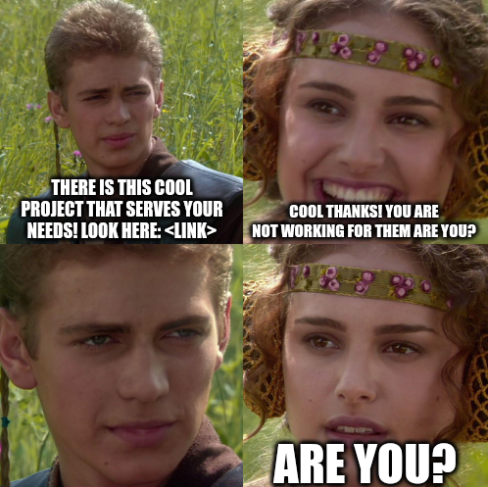 THERE IS THIS COOL
PROJECT THAT SERVES YOUR
NEEDS! LOOK HERE: <LINK>
COOL THANKS! YOU ARE
NOT WORKING FOR THEM ARE YOU?
ARE YOU?